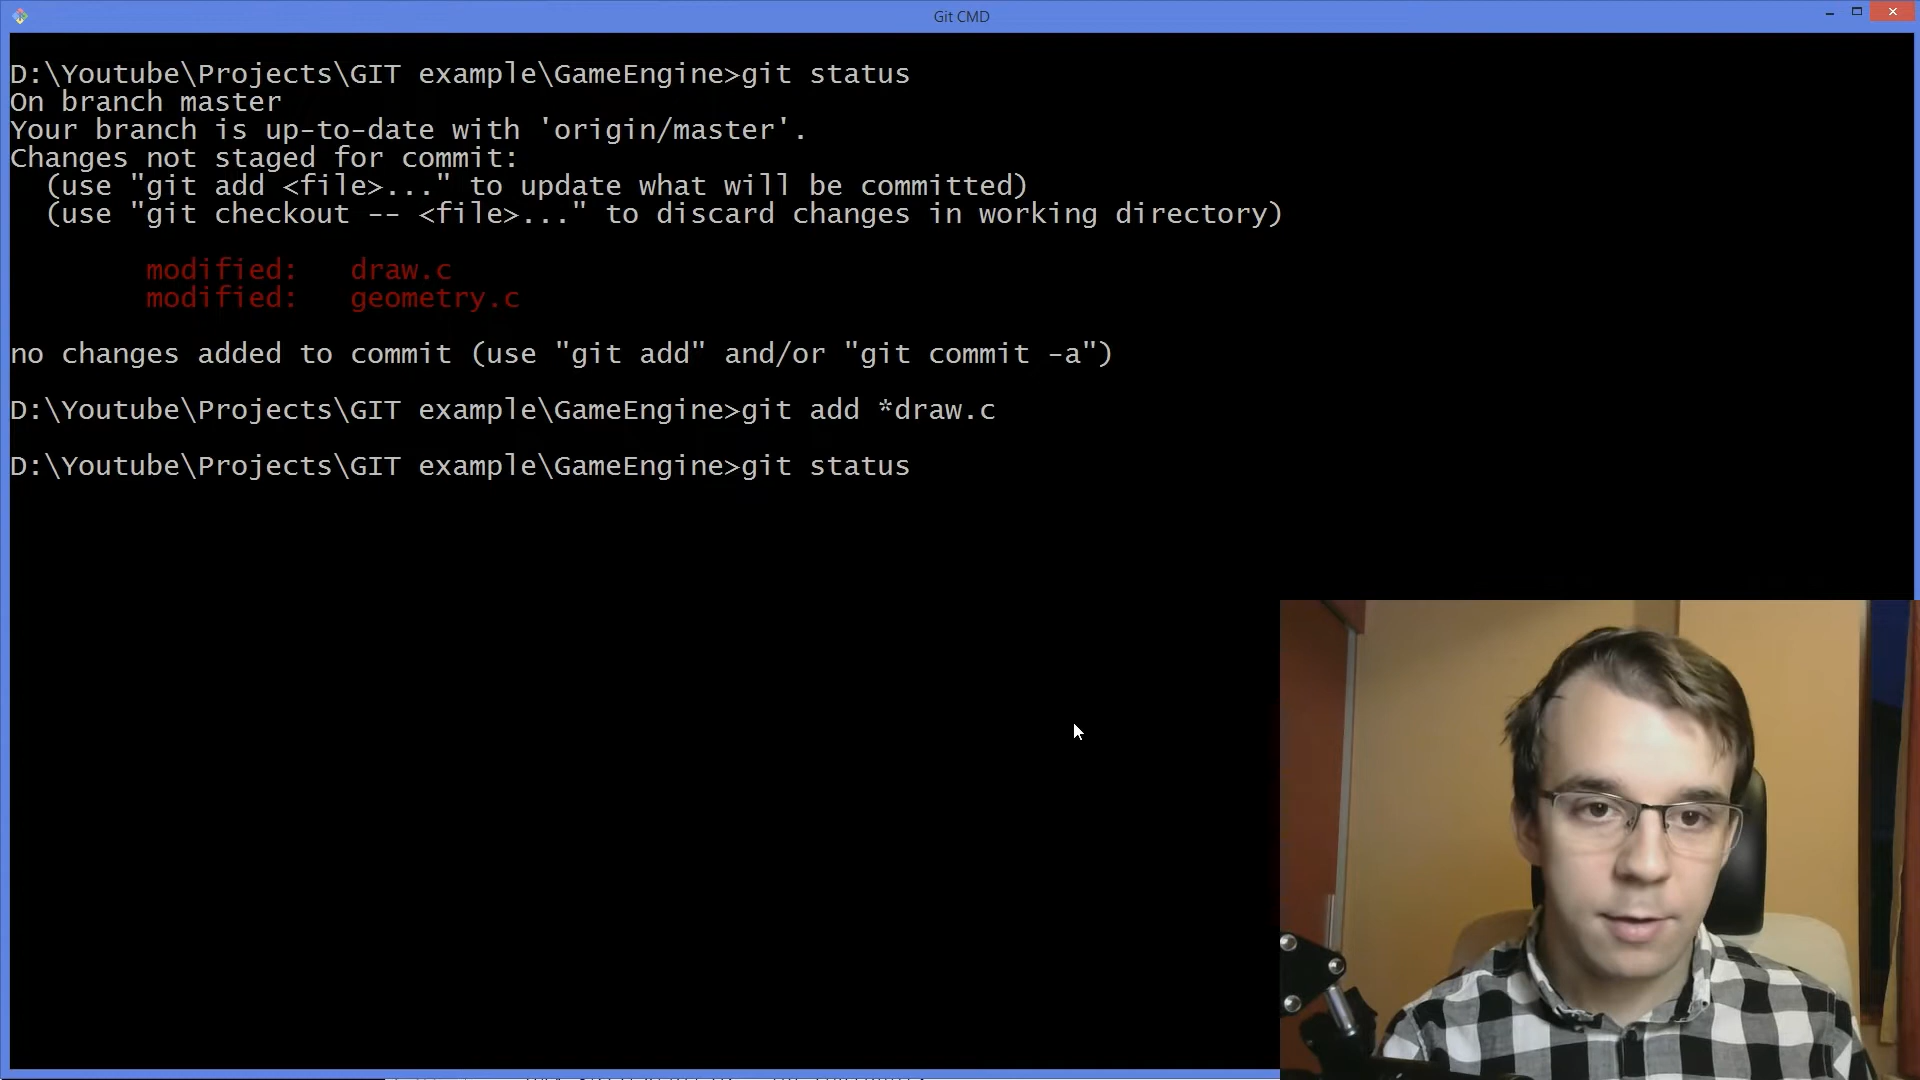 Git CMD
D:\Youtube\Projects\GIT example\GameEngine>git status
On branch master
Your branch is up-to-date with 'origin/master'.
Changes not staged for commit:
  (use "git add <file>..." to update what will be committed)
  (use "git checkout -- <file>..." to discard changes in working directory)
        modified:   draw.c
        modified:   geometry.c
no changes added to commit (use "git add" and/or "git commit -a")
D:\Youtube\Projects\GIT example\GameEngine>git add *draw.c
D:\Youtube\Projects\GIT example\GameEngine>git status